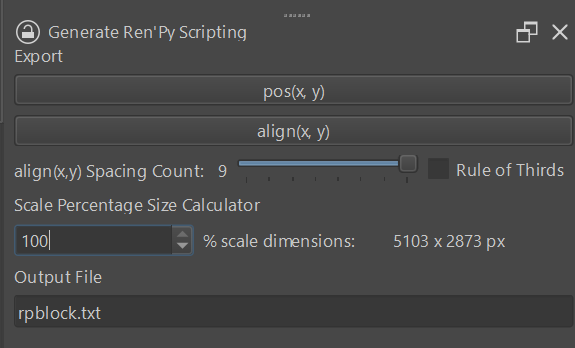 Generate Ren'Py Scripting
Export
pos(x, y)
align(x, y)
align(x,y) Spacing Count: 9 Rule of Thirds
Scale Percentage Size Calculator
100 % scale dimensions: 5103 x 2873 px
Output File
rpblock.txt